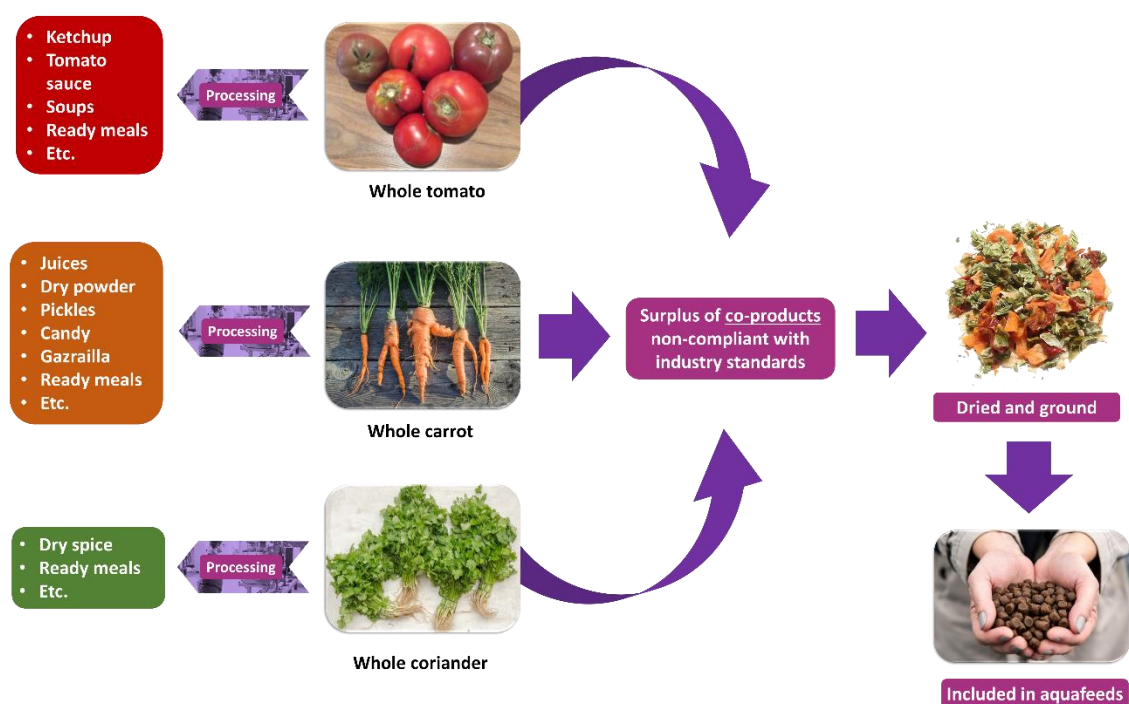 • Ketchup
• Tomato
sauce
• Soups
• Ready meals
• Etc.
Processing
Whole tomato
• Juices
• Dry powder
• Pickles
• Candy
• Gazrailla
• Ready meals
• Etc.
Processing
Whole carrot
• Dry spice
• Ready meals
• Etc.
Processing
Whole coriander
Surplus of co-products
non-compliant with
industry standards
Dried and ground
Included in aquafeeds